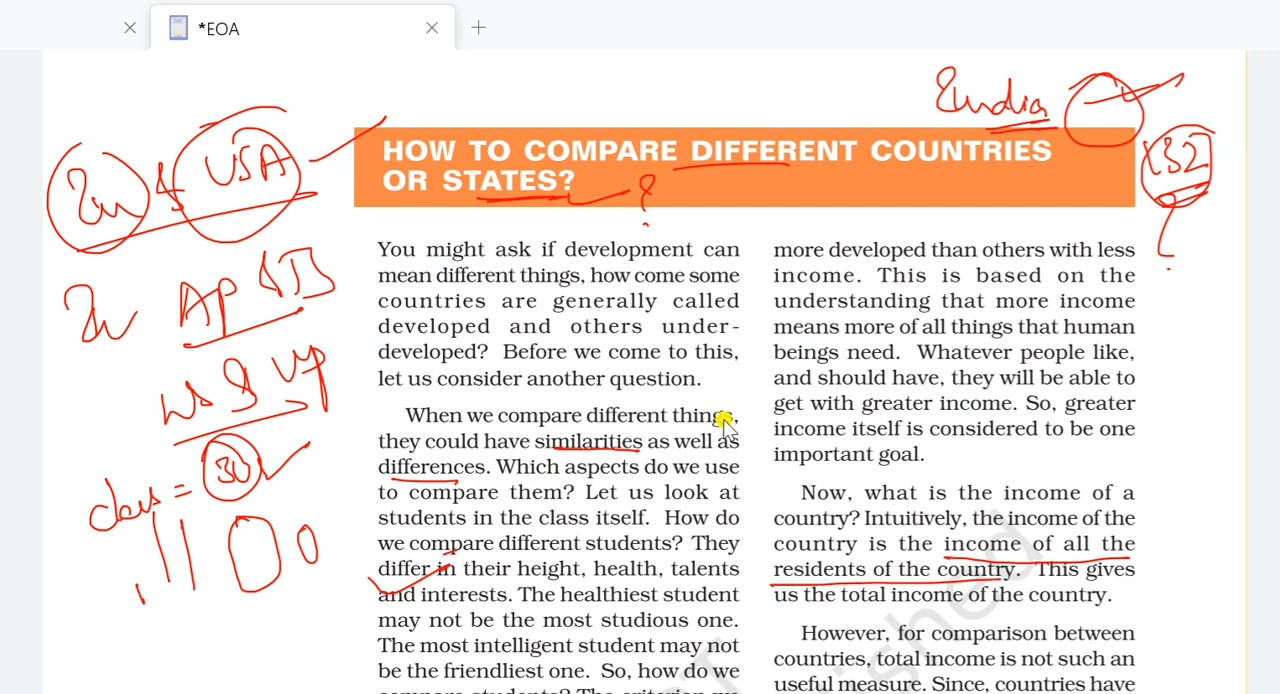 *EOA
India
In & USA
132
?
HOW TO COMPARE DIFFERENT COUNTRIES
OR STATES?
?
In AP &
& UP
class = 30
You might ask if development can
mean different things, how come some
countries are generally called
developed and others under-
developed? Before we come to this,
let us consider another question.
When we compare different things,
they could have similarities as well as
differences. Which aspects do we use
to compare them? Let us look at
students in the class itself. How do
we compare different students? They
differ in their height, health, talents
and interests. The healthiest student
may not be the most studious one.
The most intelligent student may not
be the friendliest one. So, how do we
compare students? The criterion we
more developed than others with less
income. This is based on the
understanding that more income
means more of all things that human
beings need. Whatever people like,
and should have, they will be able to
get with greater income. So, greater
income itself is considered to be one
important goal.
Now, what is the income of a
country? Intuitively, the income of the
country is the income of all the
residents of the country. This gives
us the total income of the country.
However, for comparison between
countries, total income is not such an
useful measure. Since, countries have